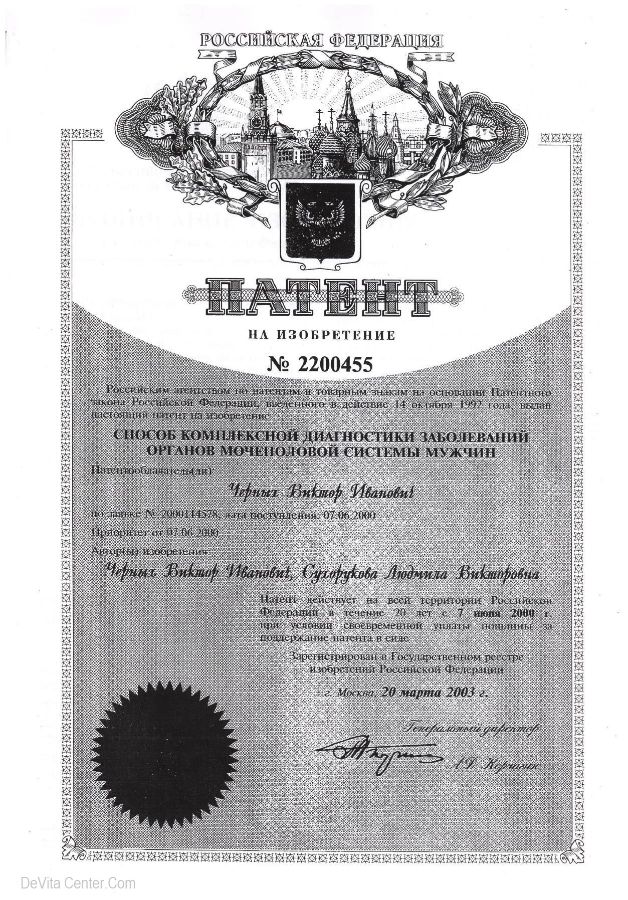 РОССИЙСКАЯ ФЕДЕРАЦИЯ
ПАТЕНТ
НА ИЗОБРЕТЕНИЕ
№ 2200455
Российским агентством по патентам и товарным знакам на основании Патентного
закона Российской Федерации, введенного в действие 14 октября 1992 года, выдан
настоящий патент на изобретение
СПОСОБ КОМПЛЕКСНОЙ ДИАГНОСТИКИ ЗАБОЛЕВАНИЙ
ОРГАНОВ МОЧЕПОЛОВОЙ СИСТЕМЫ МУЖЧИН
Патентообладатель(ли)
Черных Виктор Иванович
по заявке № 2000114578, дата поступления: 07.06.2000
Приоритет от 07.06.2000
Автор(ы) изобретения
Черных Виктор Иванович, Сухорукова Людмила Викторовна
Патент действует на всей территории Российской
Федерации в течение 20 лет с 7 июня 2000 г.
при условии своевременной уплаты пошлины за
поддержание патента в силе
Зарегистрирован в Государственном реестре
изобретений Российской Федерации
г. Москва, 20 марта 2003 г.
Генеральный директор
А.Д. Корчагин
DeVita Center.Com